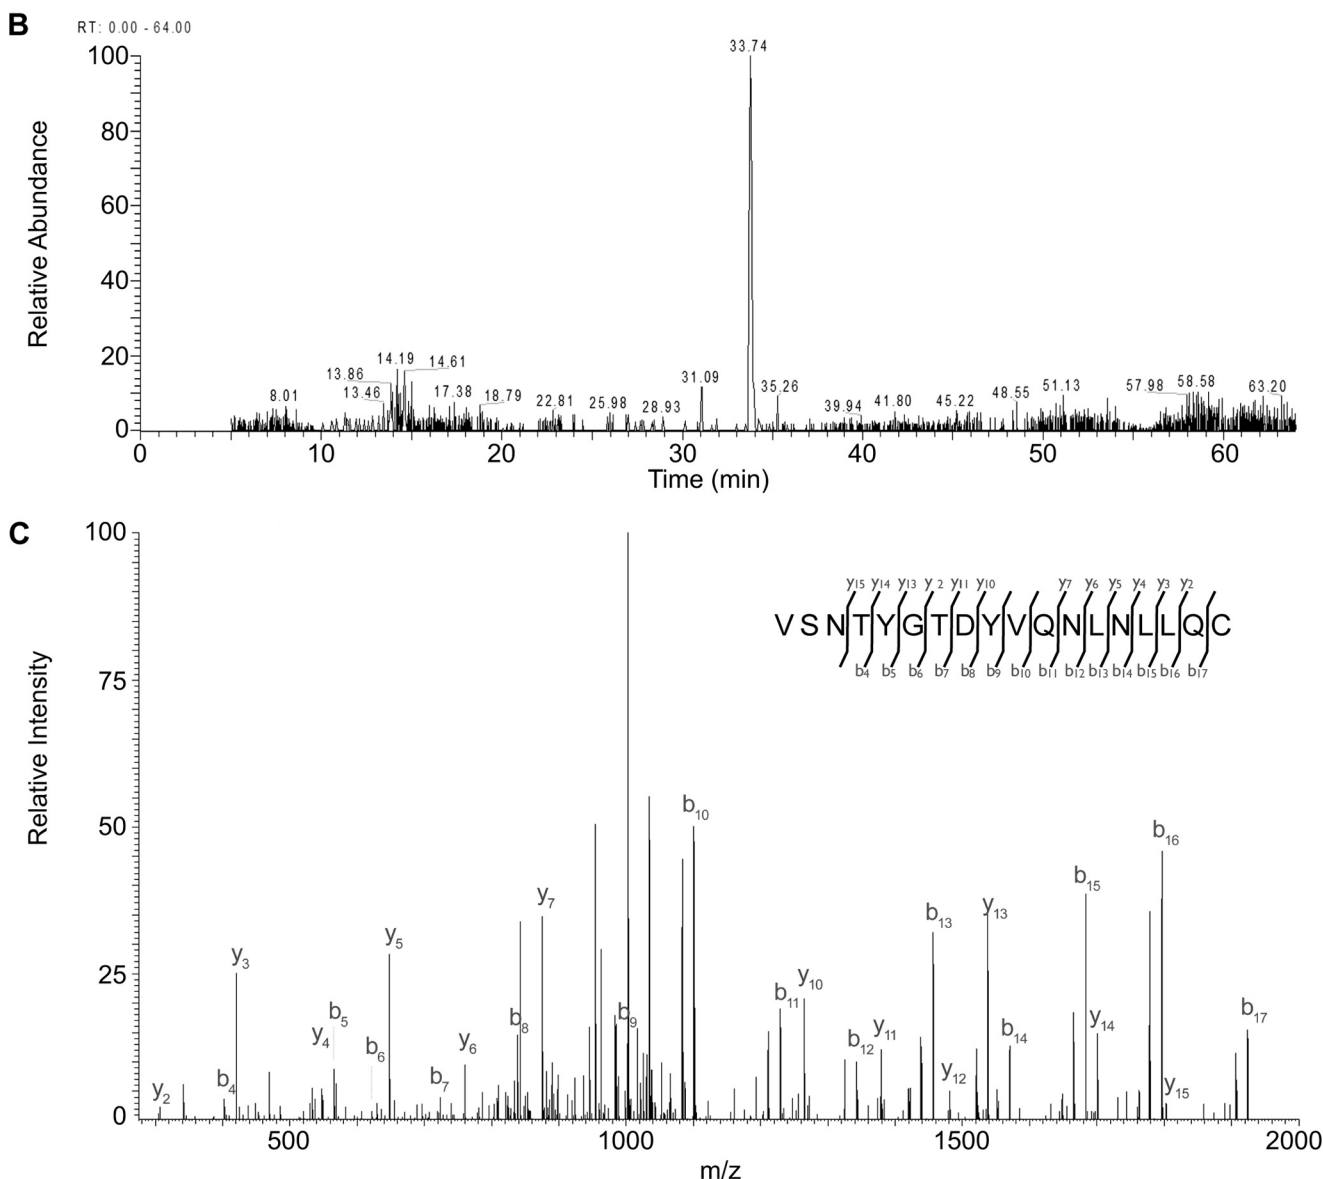 B
RT: 0.00 - 64.00
33.74
100
80
60
40
20
0
Relative Abundance
8.01
13.86
13.46
14.19
14.61
17.38
18.79
22.81
25.98
28.93
31.09
35.26
39.94
41.80
45.22
48.55
51.13
57.98
58.58
63.20
0 10 20 30 40 50 60
Time (min)
C
100
75
50
25
0
Relative Intensity
y15 y14 y13 y 2 y11 y10 y7 y6 y5 y4 y3 y2
V S N T Y G T D Y V Q N L N L L Q C
b4 b5 b6 b7 b8 b9 b10 b11 b12 b13 b14 b15 b16 b17
y2
y3
b4
y4
b5
b6
y5
b7
y6
b8
y7
b9
b10
b11
y10
b12
y11
b13
y12
y13
b14
b15
y14
b16
y15
b17
500 1000 1500 2000
m/z